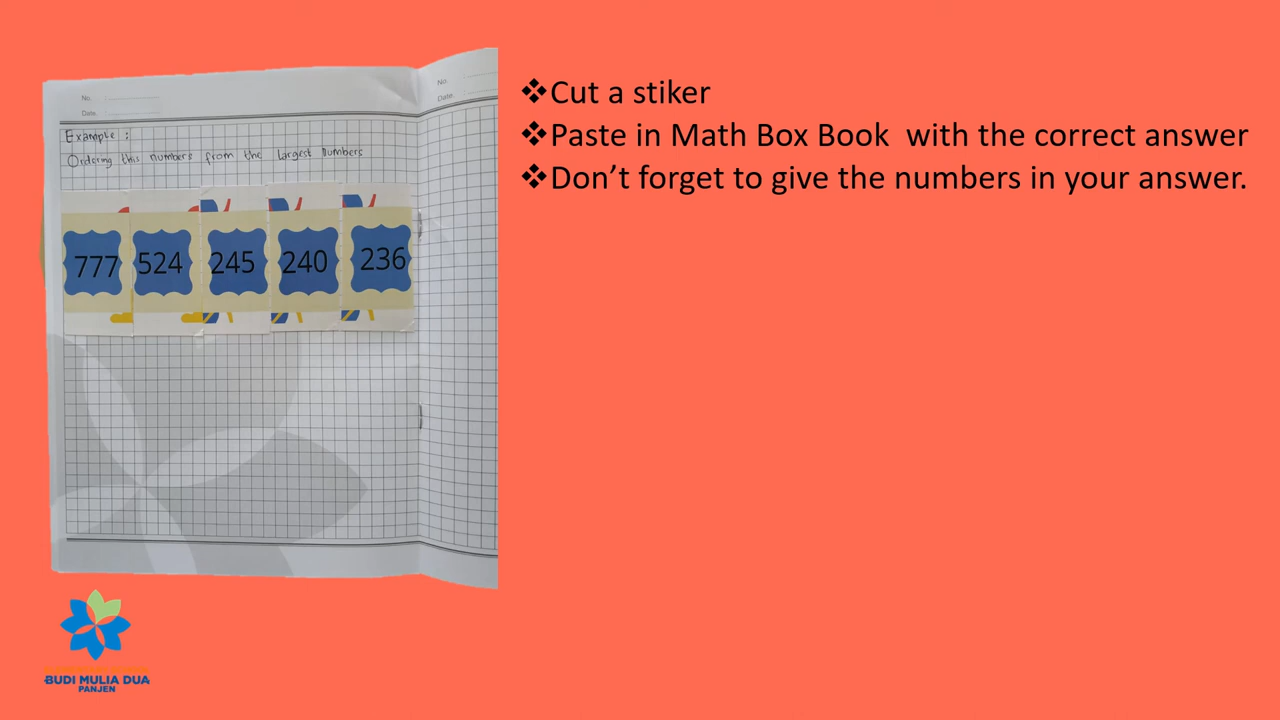 No.
Date.
No.
Date.
Example :
Ordering this numbers from the largest numbers
777 524 245 240 236
❖Cut a stiker
❖Paste in Math Box Book with the correct answer
❖Don’t forget to give the numbers in your answer.
BUDI MULIA DUA
PANJEN